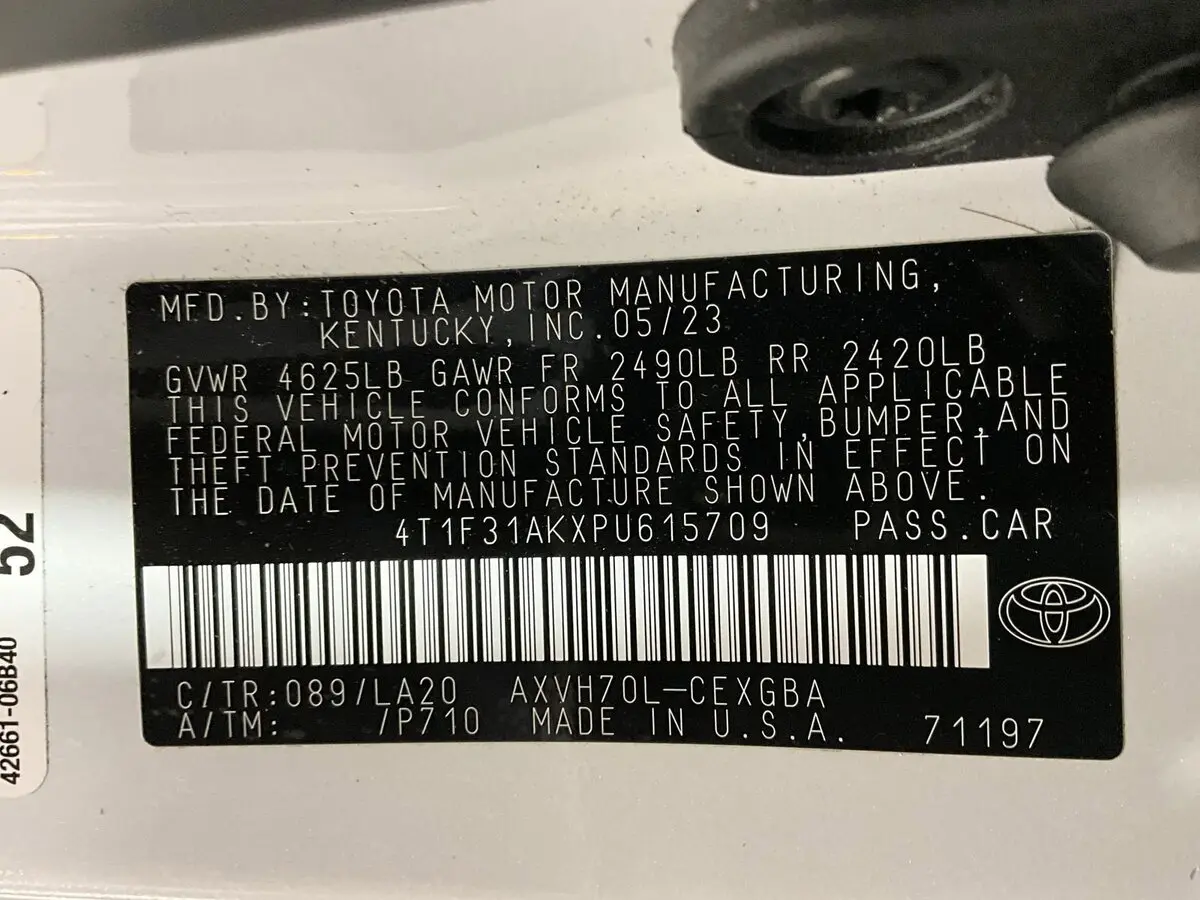 MFD.BY:TOYOTA MOTOR MANUFACTURING,
KENTUCKY,INC.05/23
GVWR 4625LB GAWR FR 2490LB RR 2420LB
THIS VEHICLE CONFORMS TO ALL APPLICABLE
FEDERAL MOTOR VEHICLE SAFETY,BUMPER,AND
THEFT PREVENTION STANDARDS IN EFFECT ON
THE DATE OF MANUFACTURE SHOWN ABOVE.
4T1F31AKXPU615709 PASS.CAR
C/TR:089/LA20 AXVH70L-CEXGBA
A/TM: /P710 MADE IN U.S.A. 71197
52
42661-06B40